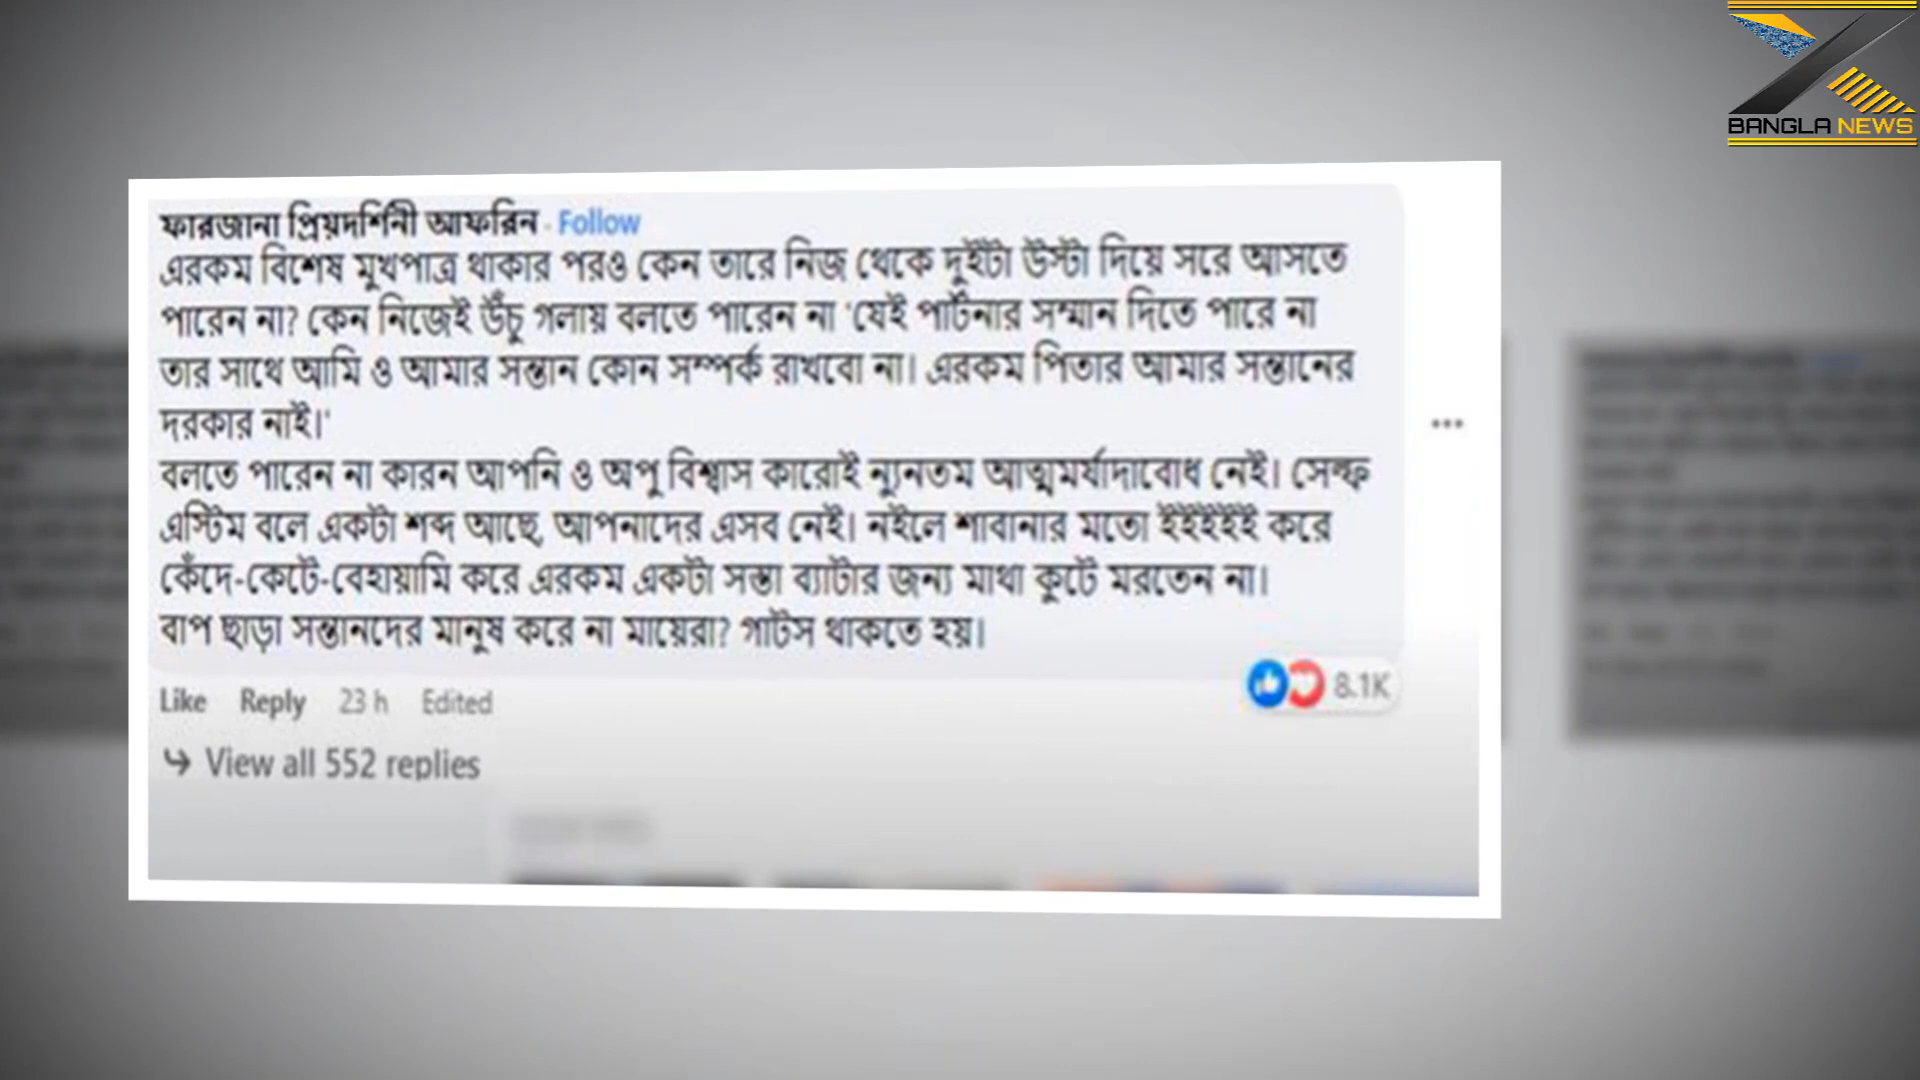 BANGLA NEWS
ফারজানা প্রিয়দর্শিনী আফরিন · Follow
এরকম বিশেষ মুখপাত্র থাকার পরও কেন তারে নিজ থেকে দুইটা উস্টা দিয়ে সরে আসতে
পারেন না? কেন নিজেই উঁচু গলায় বলতে পারেন না 'যেই পার্টনার সম্মান দিতে পারে না
তার সাথে আমি ও আমার সন্তান কোন সম্পর্ক রাখবো না। এরকম পিতার আমার সন্তানের
দরকার নাই।'
বলতে পারেন না কারন আপনি ও অপু বিশ্বাস কারোই ন্যুনতম আত্মমর্যাদাবোধ নেই। সেল্ফ
এস্টিম বলে একটা শব্দ আছে, আপনাদের এসব নেই। নইলে শাবানার মতো ইইইইই করে
কেঁদে-কেটে-বেহায়ামি করে এরকম একটা সস্তা ব্যাটার জন্য মাথা কুটে মরতেন না।
বাপ ছাড়া সন্তানদের মানুষ করে না মায়েরা? গাটস থাকতে হয়।
8.1K
Like Reply 23 h Edited
View all 552 replies